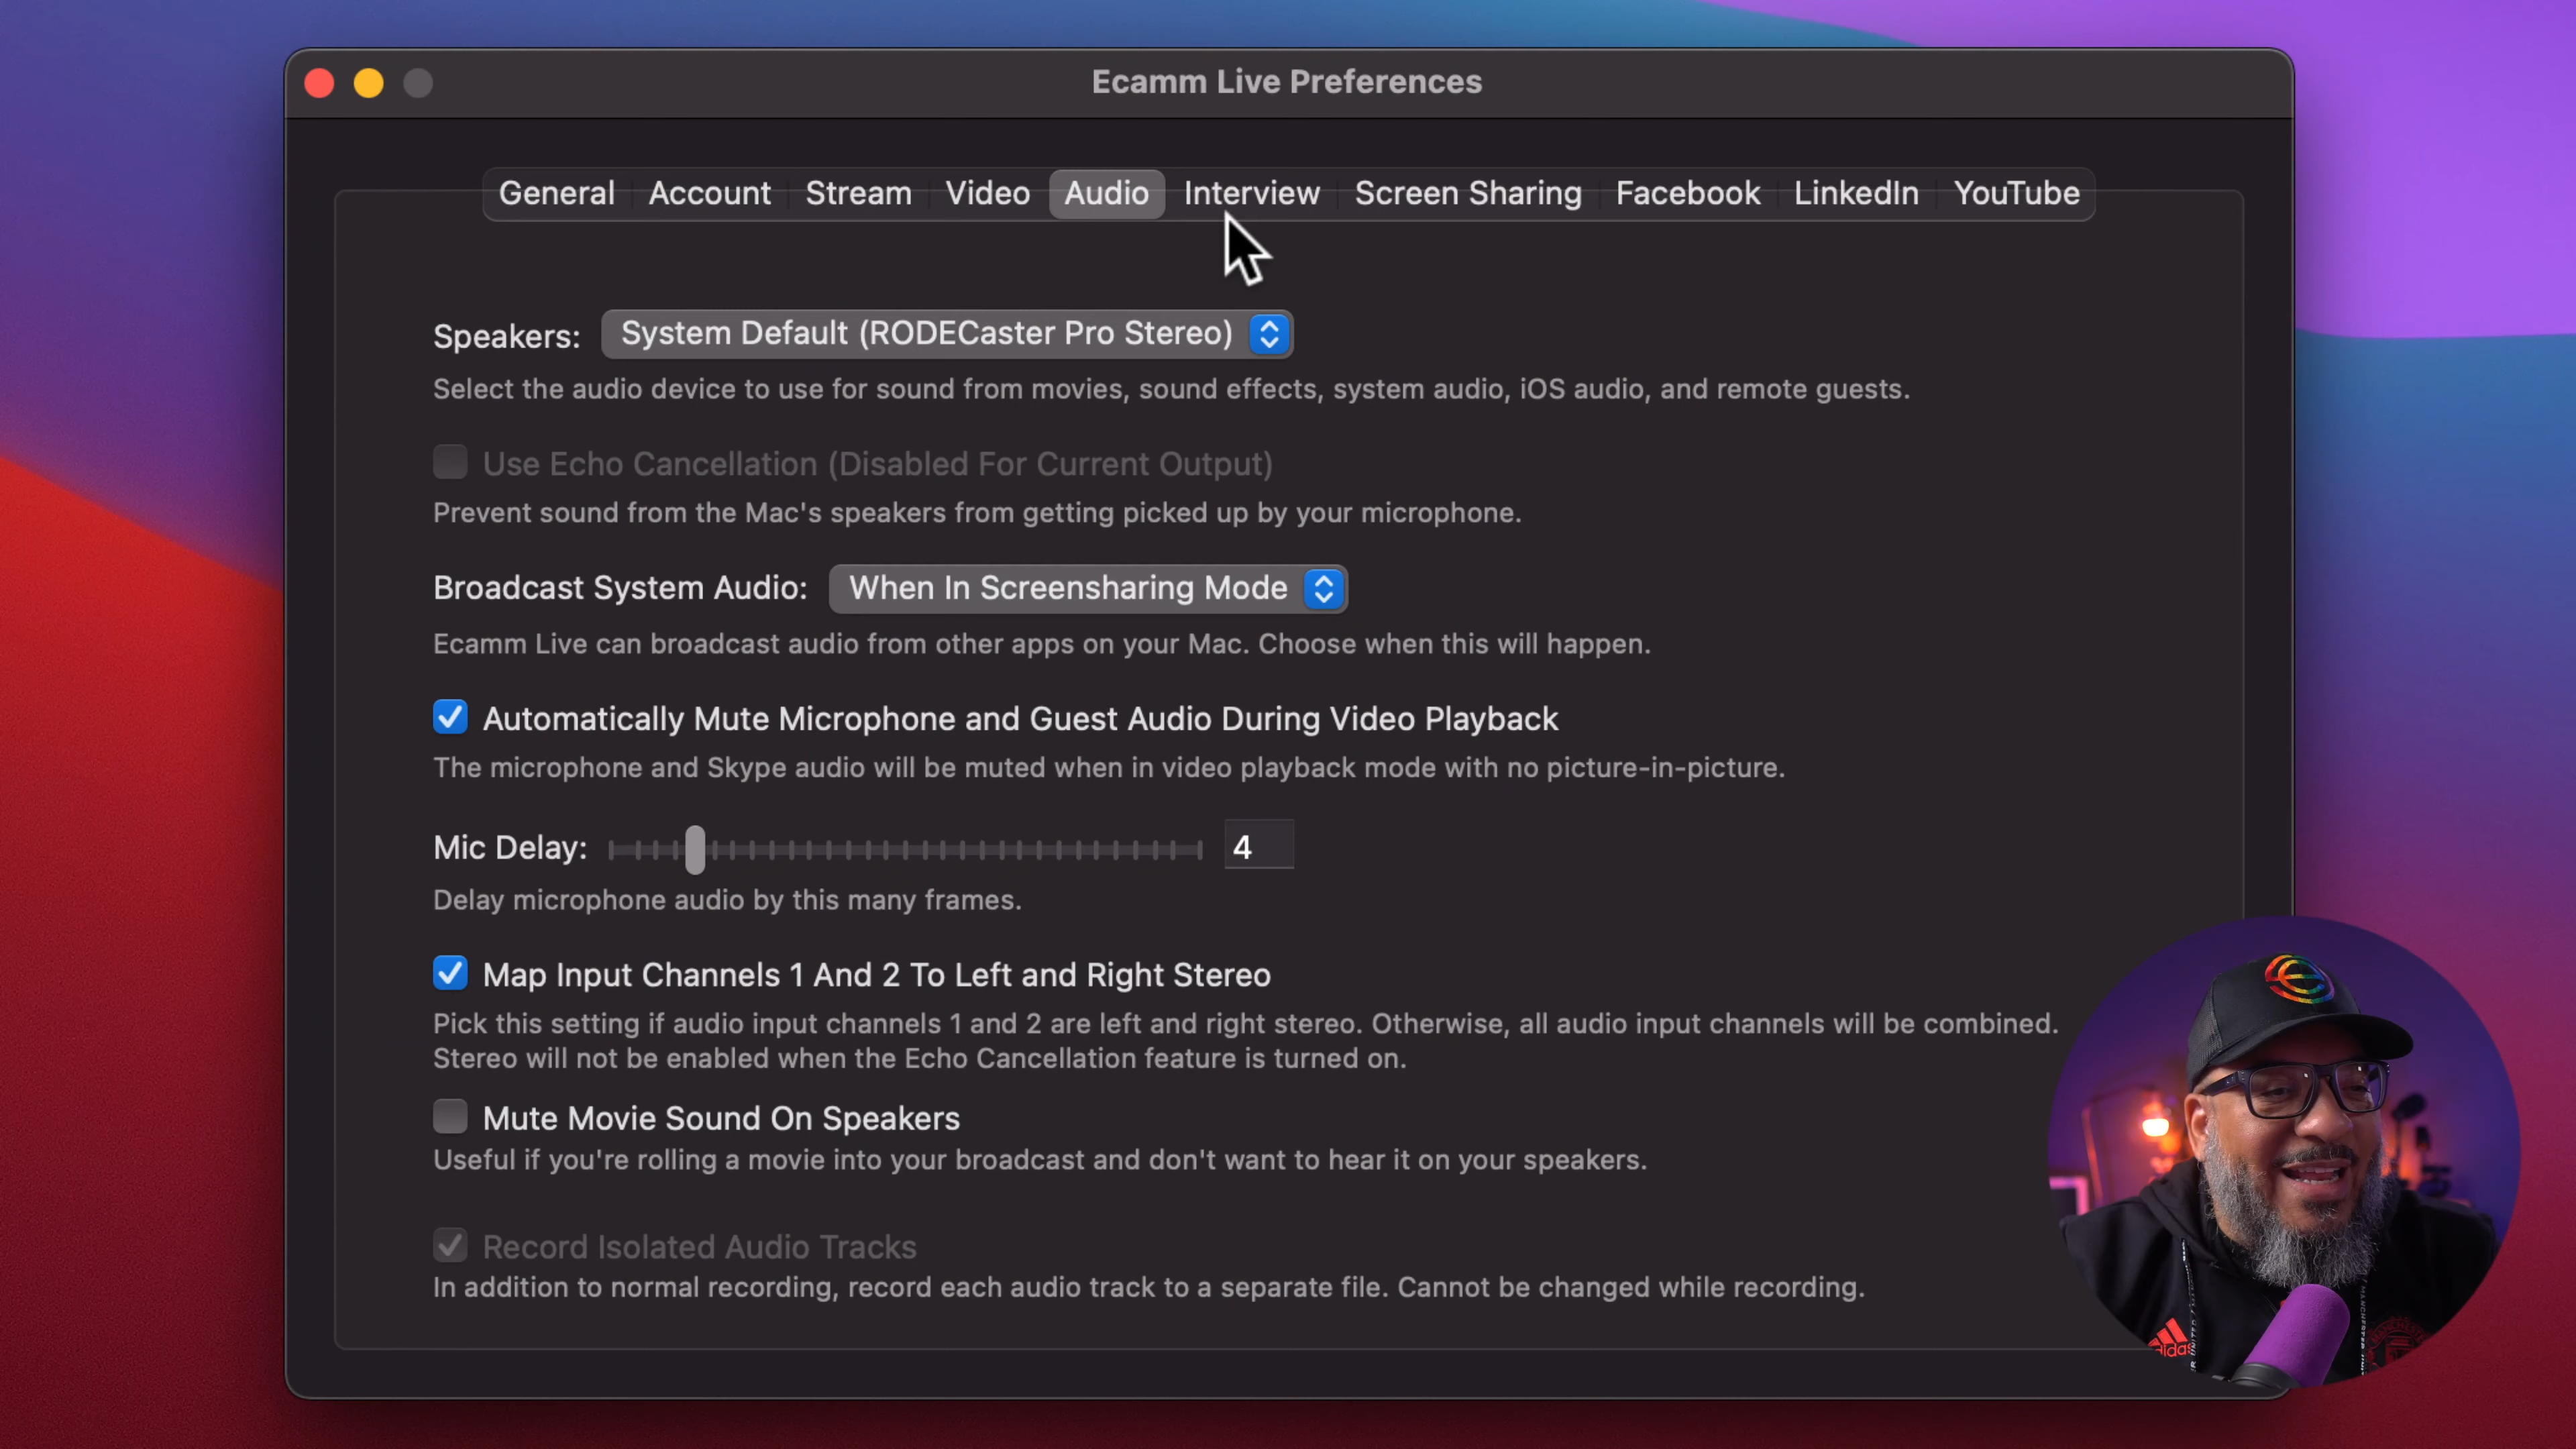 Ecamm Live Preferences
General Account Stream Video Audio Interview Screen Sharing Facebook LinkedIn YouTube
Speakers: System Default (RODECaster Pro Stereo)
Select the audio device to use for sound from movies, sound effects, system audio, iOS audio, and remote guests.
Use Echo Cancellation (Disabled For Current Output)
Prevent sound from the Mac's speakers from getting picked up by your microphone.
Broadcast System Audio: When In Screensharing Mode
Ecamm Live can broadcast audio from other apps on your Mac. Choose when this will happen.
Automatically Mute Microphone and Guest Audio During Video Playback
The microphone and Skype audio will be muted when in video playback mode with no picture-in-picture.
Mic Delay: 4
Delay microphone audio by this many frames.
Map Input Channels 1 And 2 To Left and Right Stereo
Pick this setting if audio input channels 1 and 2 are left and right stereo. Otherwise, all audio input channels will be combined.
Stereo will not be enabled when the Echo Cancellation feature is turned on.
Mute Movie Sound On Speakers
Useful if you're rolling a movie into your broadcast and don't want to hear it on your speakers.
Record Isolated Audio Tracks
In addition to normal recording, record each audio track to a separate file. Cannot be changed while recording.
adidas